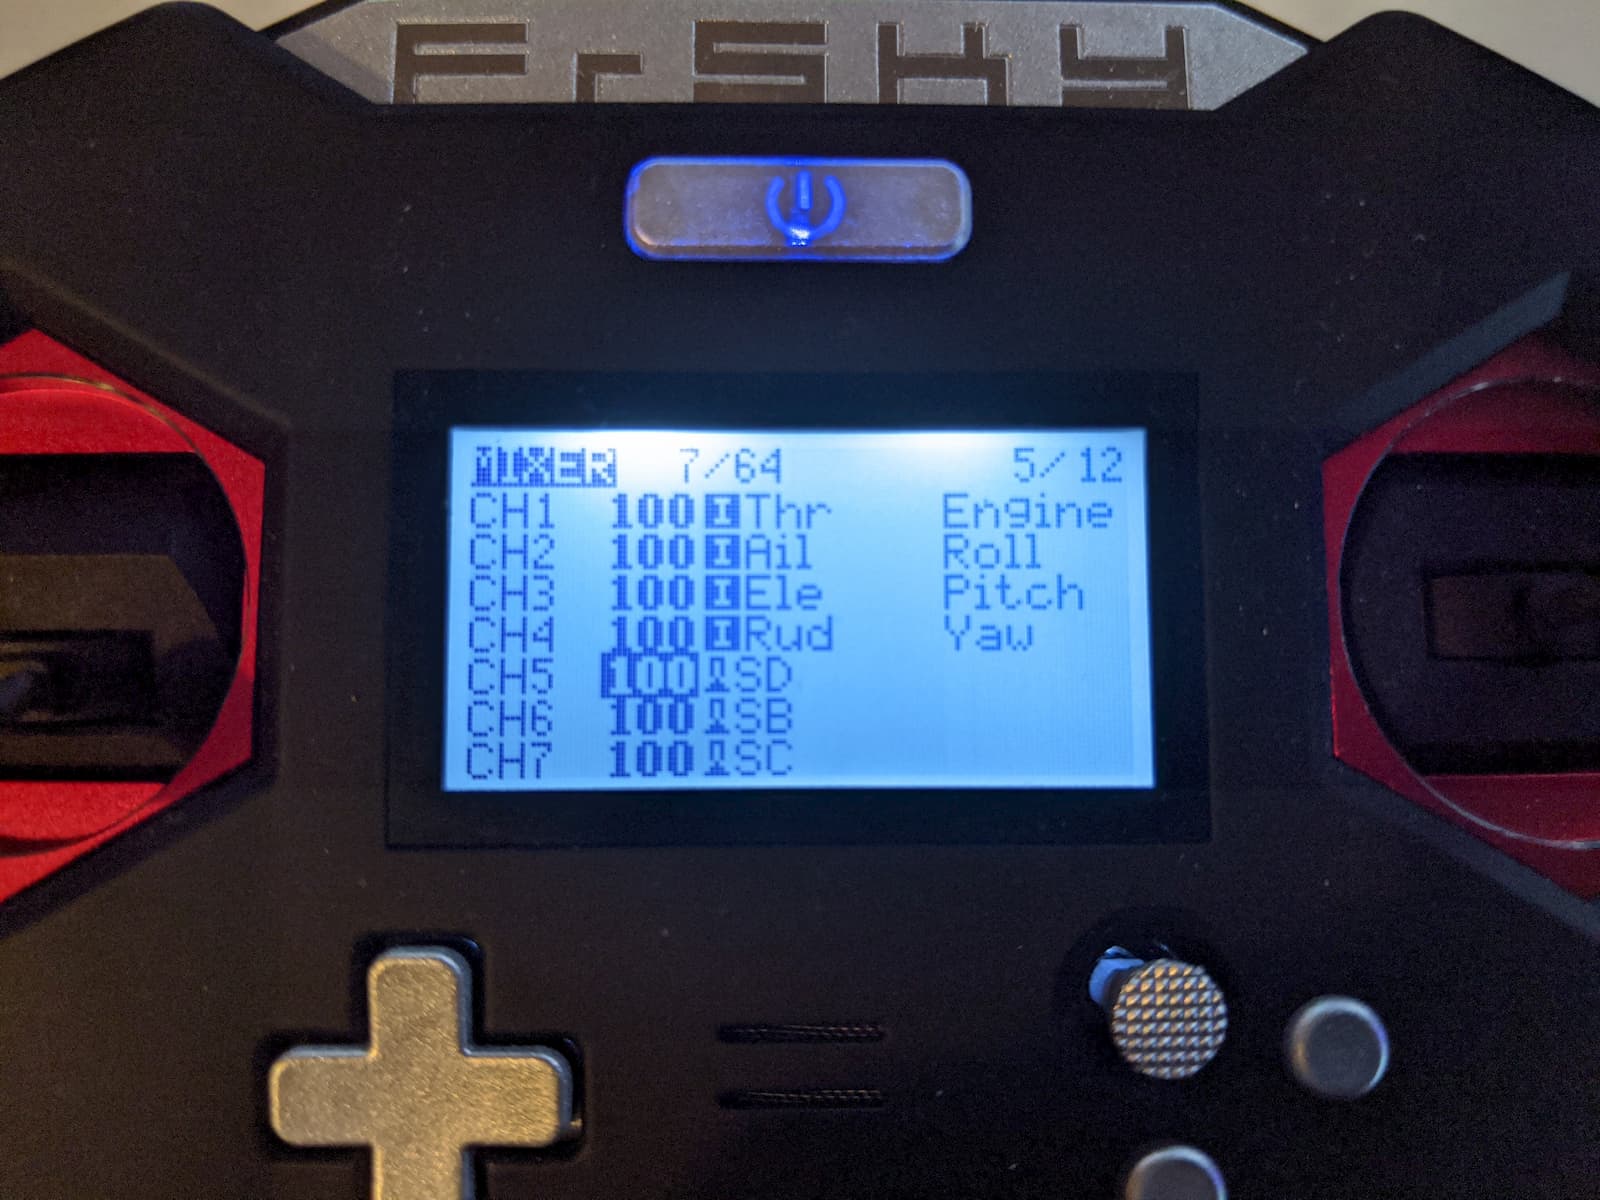 FrSKY
MIXER 7/64 5/12
CH1 100 I Thr Engine
CH2 100 I Ail Roll
CH3 100 I Ele Pitch
CH4 100 I Rud Yaw
CH5 100 SD
CH6 100 SB
CH7 100 SC